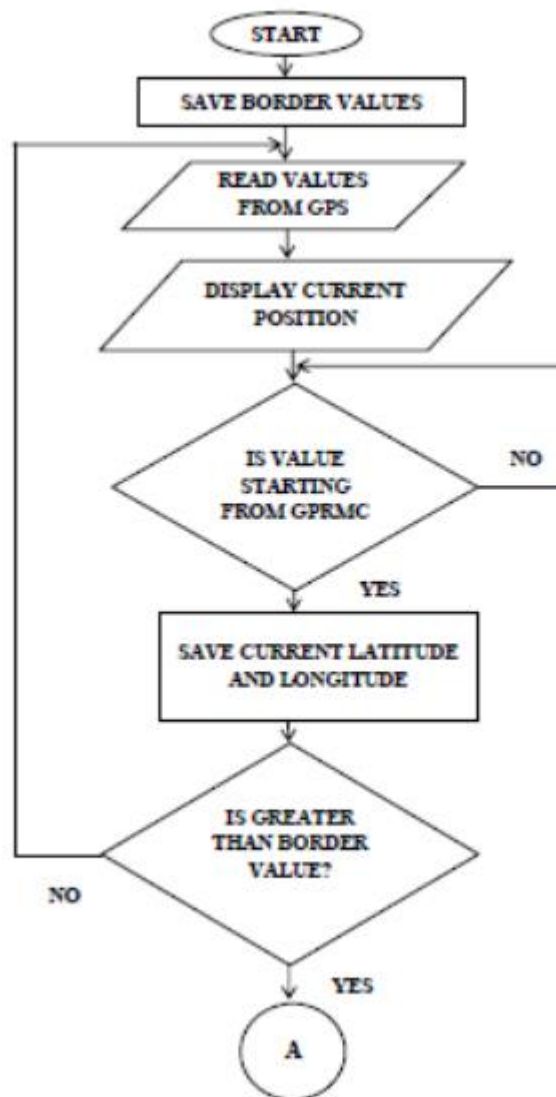 START
SAVE BORDER VALUES
READ VALUES
FROM GPS
DISPLAY CURRENT
POSITION
IS VALUE
STARTING
FROM GPRMC
NO
YES
SAVE CURRENT LATITUDE
AND LONGITUDE
IS GREATER
THAN BORDER
VALUE?
NO
YES
A